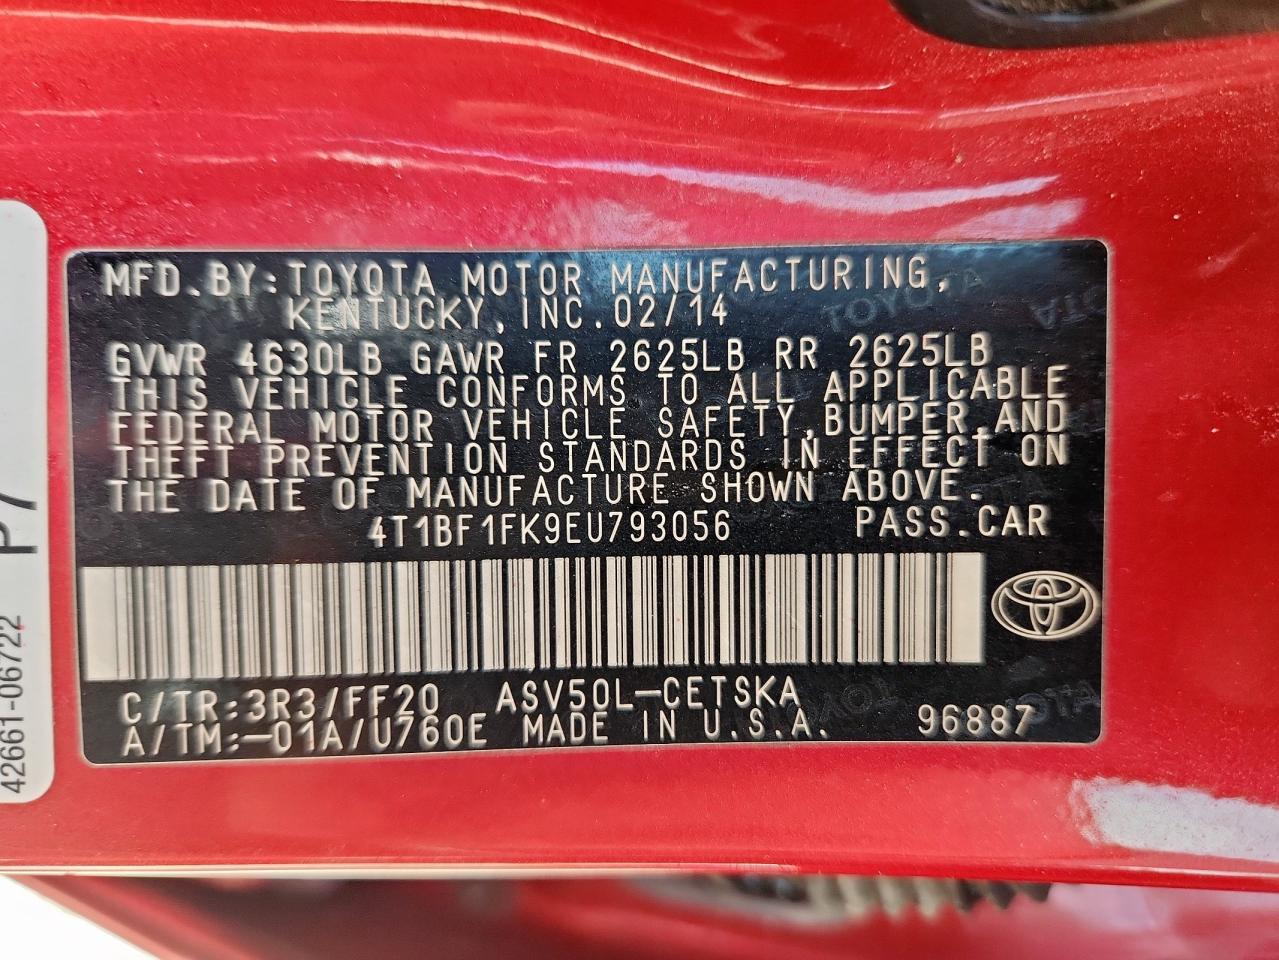 MFD.BY:TOYOTA MOTOR MANUFACTURING,
KENTUCKY,INC.02/14
GVWR 4630LB GAWR FR 2625LB RR 2625LB
THIS VEHICLE CONFORMS TO ALL APPLICABLE
FEDERAL MOTOR VEHICLE SAFETY,BUMPER,AND
THEFT PREVENTION STANDARDS IN EFFECT ON
THE DATE OF MANUFACTURE SHOWN ABOVE.
4T1BF1FK9EU793056 PASS.CAR
C/TR:3R3/FF20 ASV50L-CETSKA
A/TM:-01A/U760E MADE IN U.S.A. 96887
42661-06722 P7
TOYOTA